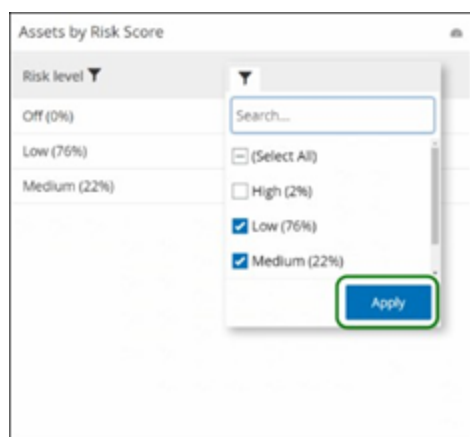 Assets by Risk Score
Risk level
Off (0%)
Low (76%)
Medium (22%)
Search...
(Select All)
High (2%)
Low (76%)
Medium (22%)
Apply